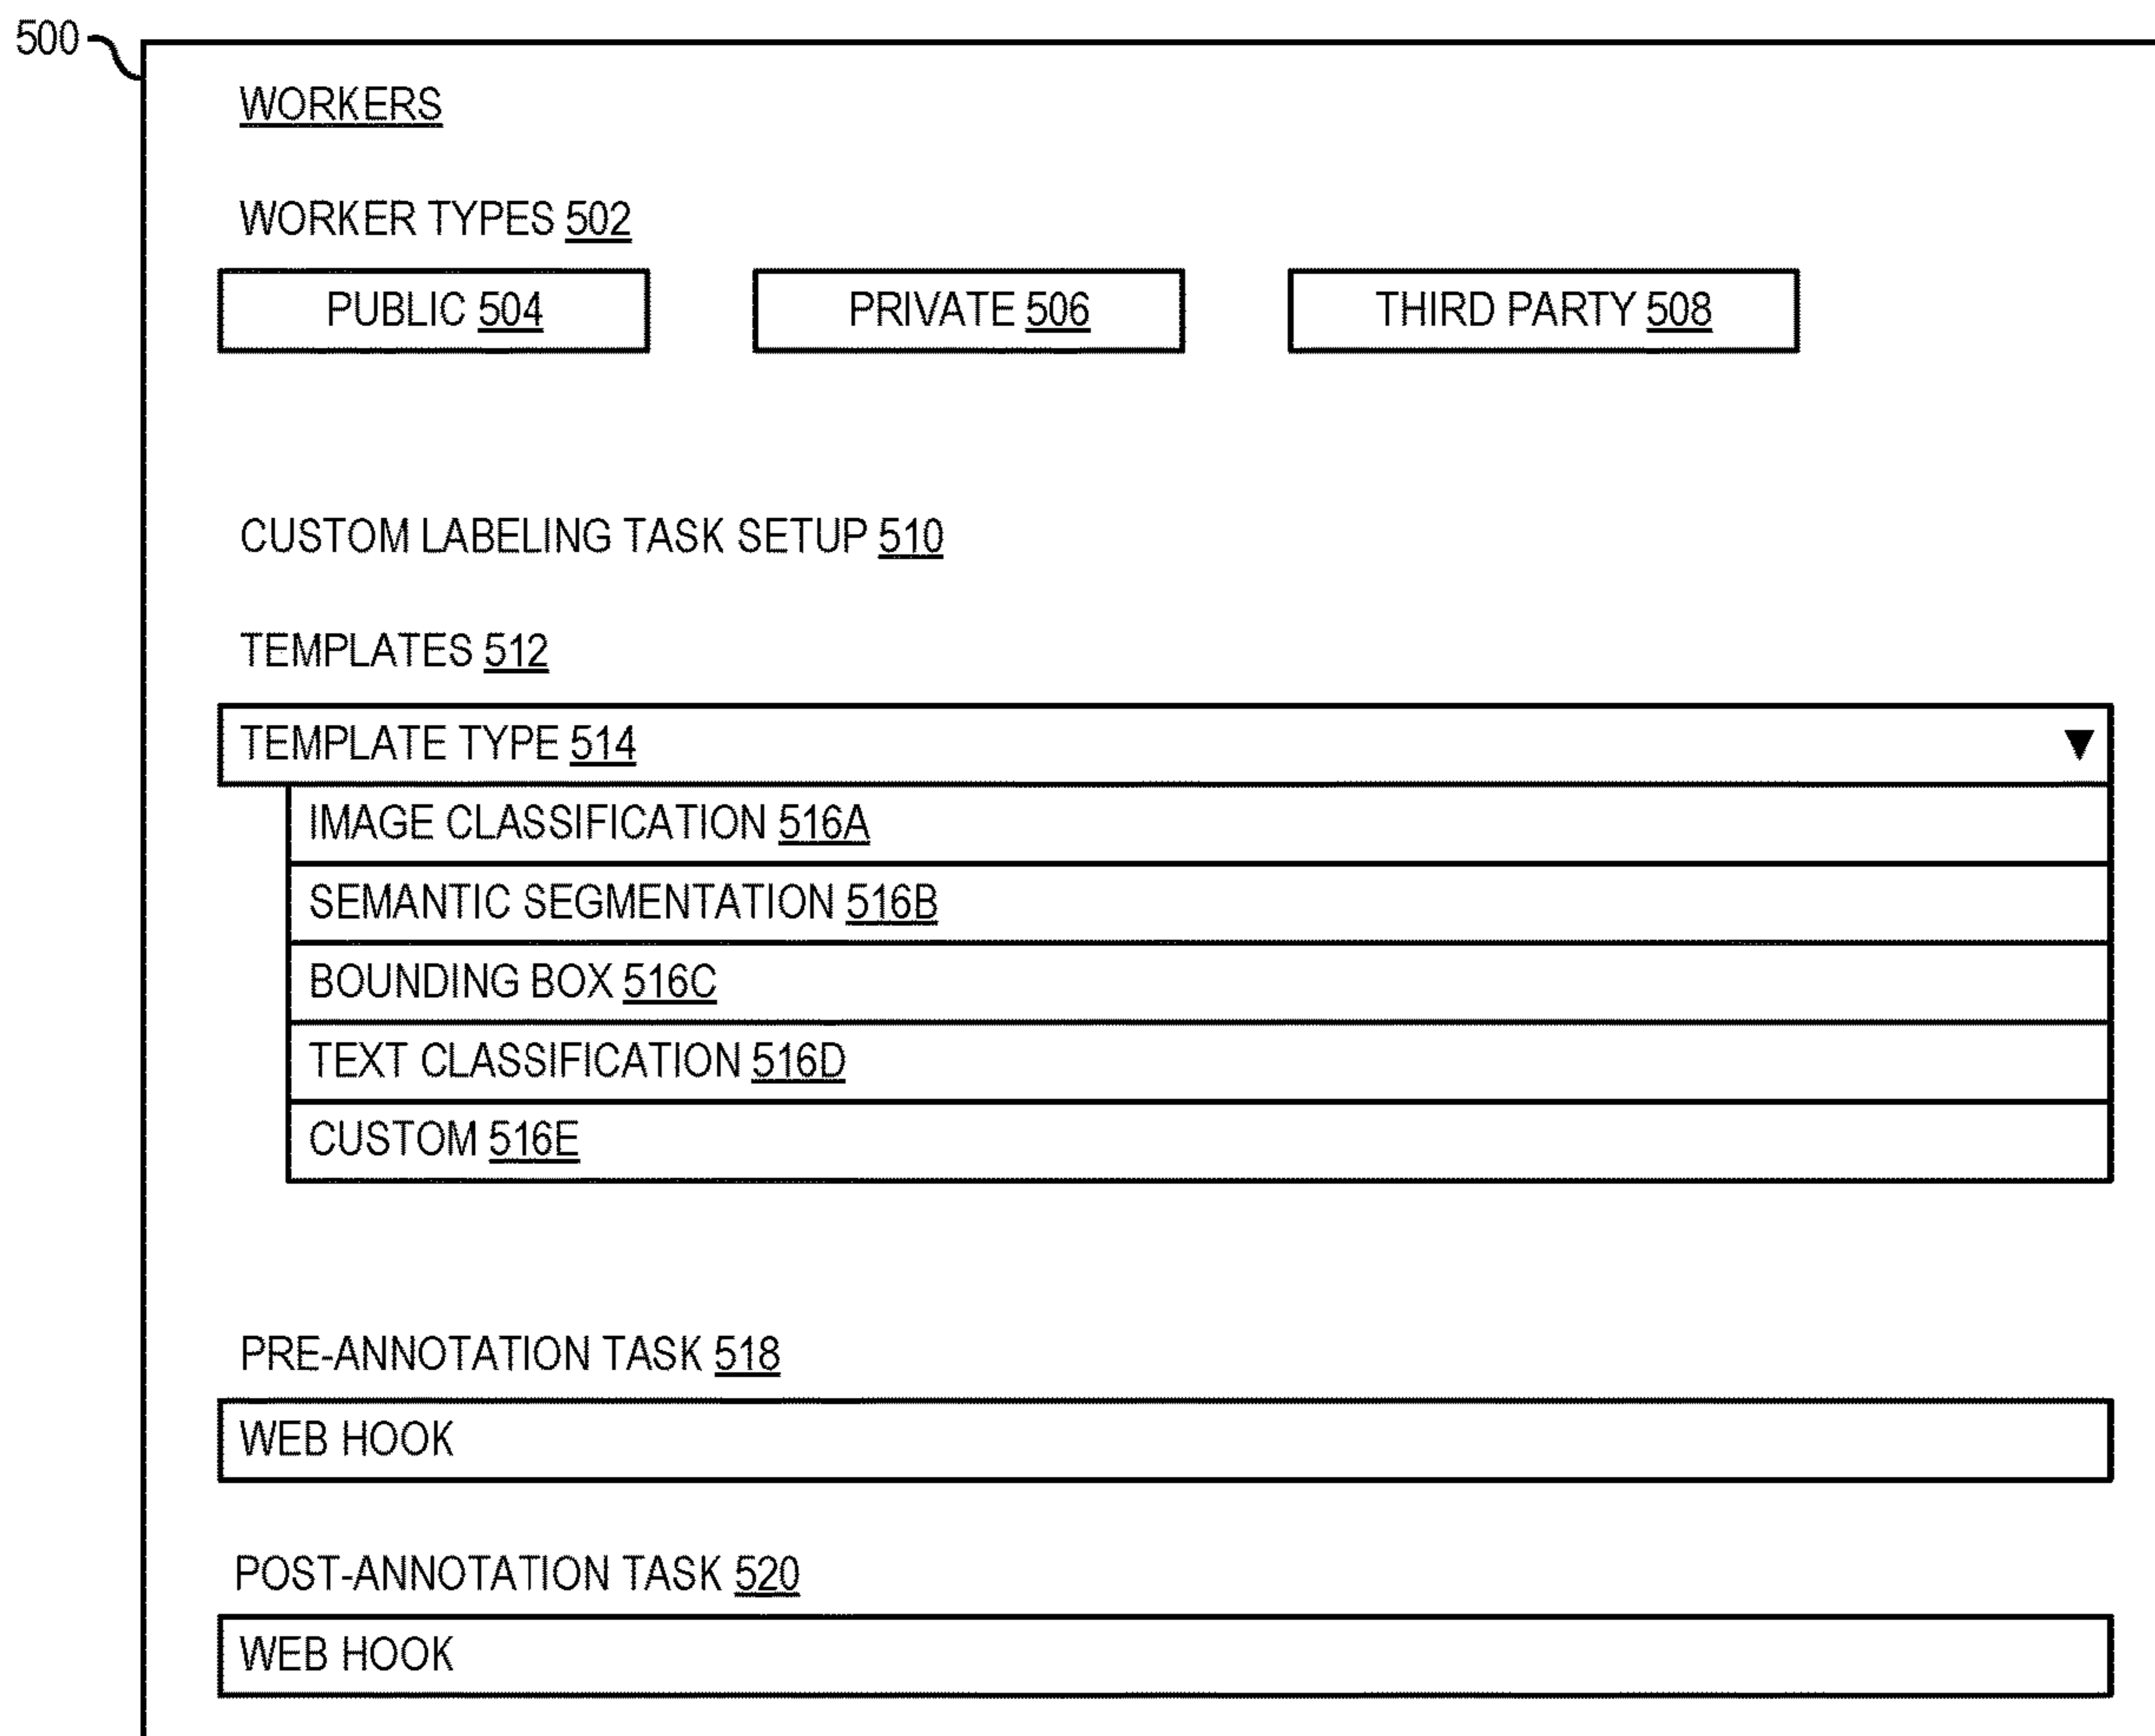 500
WORKERS
WORKER TYPES 502
PUBLIC 504
PRIVATE 506
THIRD PARTY 508
CUSTOM LABELING TASK SETUP 510
TEMPLATES 512
TEMPLATE TYPE 514
IMAGE CLASSIFICATION 516A
SEMANTIC SEGMENTATION 516B
BOUNDING BOX 516C
TEXT CLASSIFICATION 516D
CUSTOM 516E
PRE-ANNOTATION TASK 518
WEB HOOK
POST-ANNOTATION TASK 520
WEB HOOK